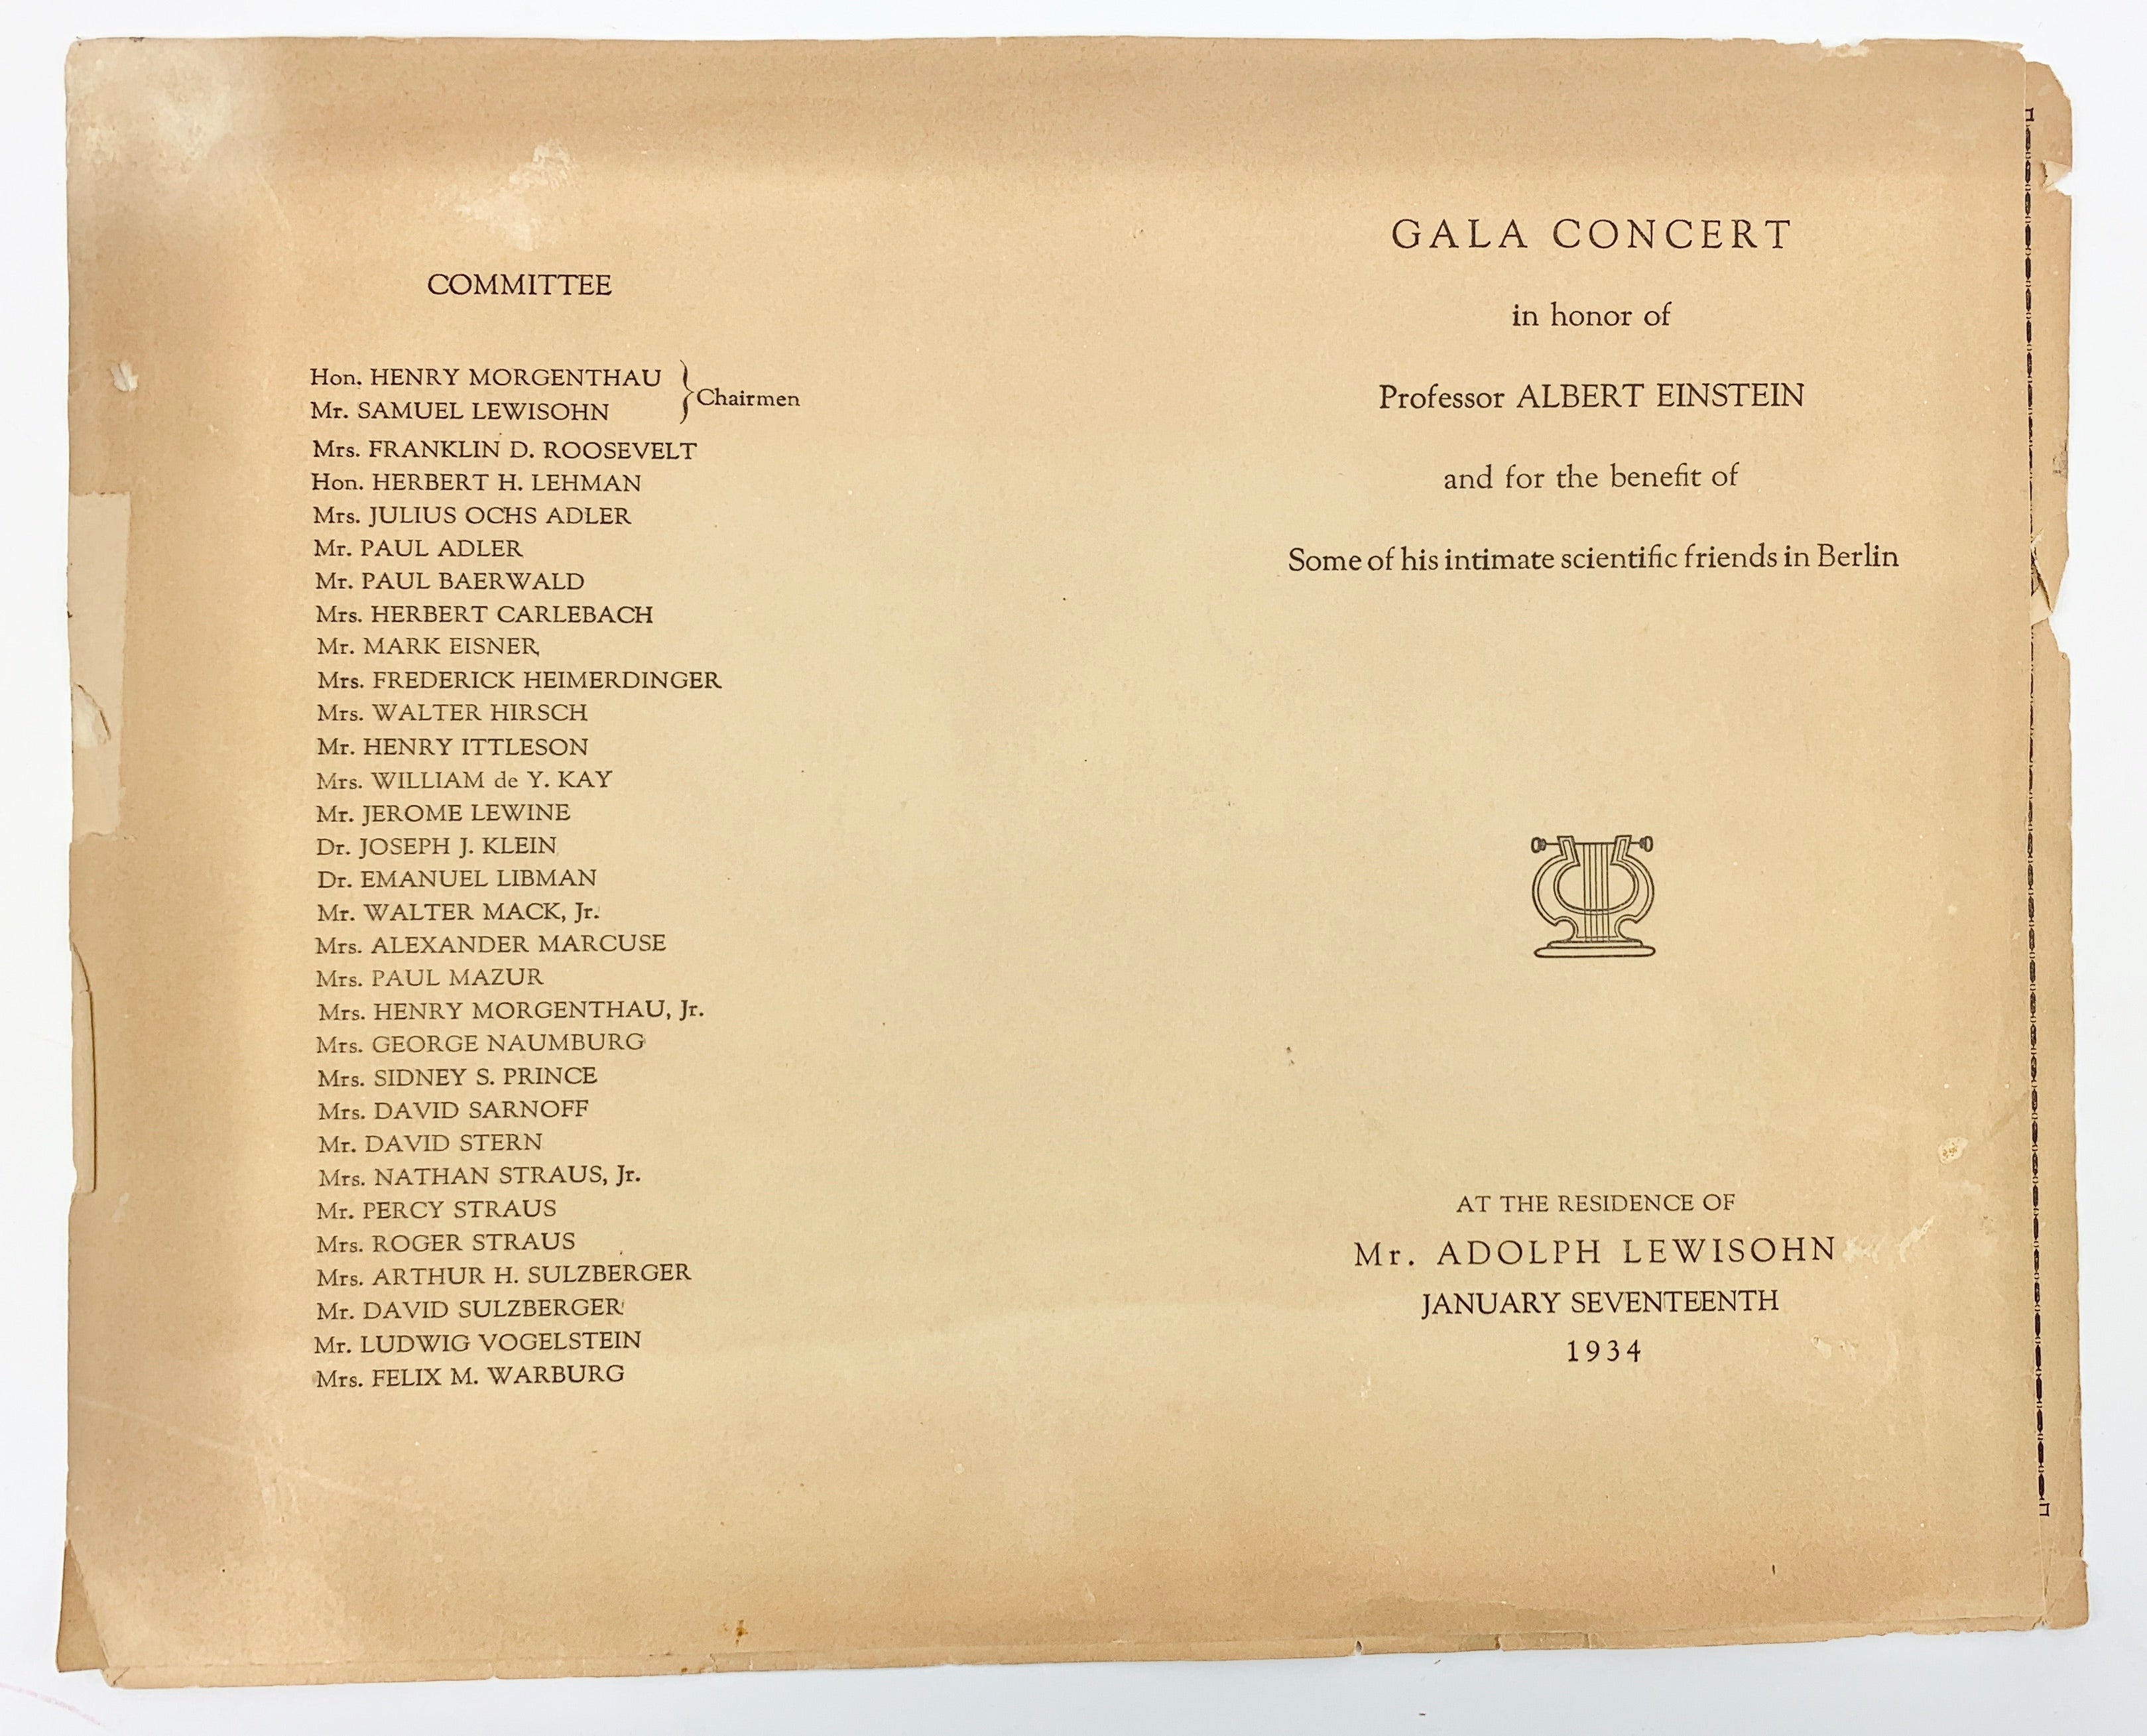 COMMITTEE
Hon. HENRY MORGENTHAU
Mr. SAMUEL LEWISOHN
Chairmen
Mrs. FRANKLIN D. ROOSEVELT
Hon. HERBERT H. LEHMAN
Mrs. JULIUS OCHS ADLER
Mr. PAUL ADLER
Mr. PAUL BAERWALD
Mrs. HERBERT CARLEBACH
Mr. MARK EISNER
Mrs. FREDERICK HEIMERDINGER
Mrs. WALTER HIRSCH
Mr. HENRY ITTLESON
Mrs. WILLIAM de Y. KAY
Mr. JEROME LEWINE
Dr. JOSEPH J. KLEIN
Dr. EMANUEL LIBMAN
Mr. WALTER MACK, Jr.
Mrs. ALEXANDER MARCUSE
Mrs. PAUL MAZUR
Mrs. HENRY MORGENTHAU, Jr.
Mrs. GEORGE NAUMBURG
Mrs. SIDNEY S. PRINCE
Mrs. DAVID SARNOFF
Mr. DAVID STERN
Mrs. NATHAN STRAUS, Jr.
Mr. PERCY STRAUS
Mrs. ROGER STRAUS
Mrs. ARTHUR H. SULZBERGER
Mr. DAVID SULZBERGER
Mr. LUDWIG VOGELSTEIN
Mrs. FELIX M. WARBURG
GALA CONCERT
in honor of
Professor ALBERT EINSTEIN
and for the benefit of
Some of his intimate scientific friends in Berlin
AT THE RESIDENCE OF
Mr. ADOLPH LEWISOHN
JANUARY SEVENTEENTH
1934